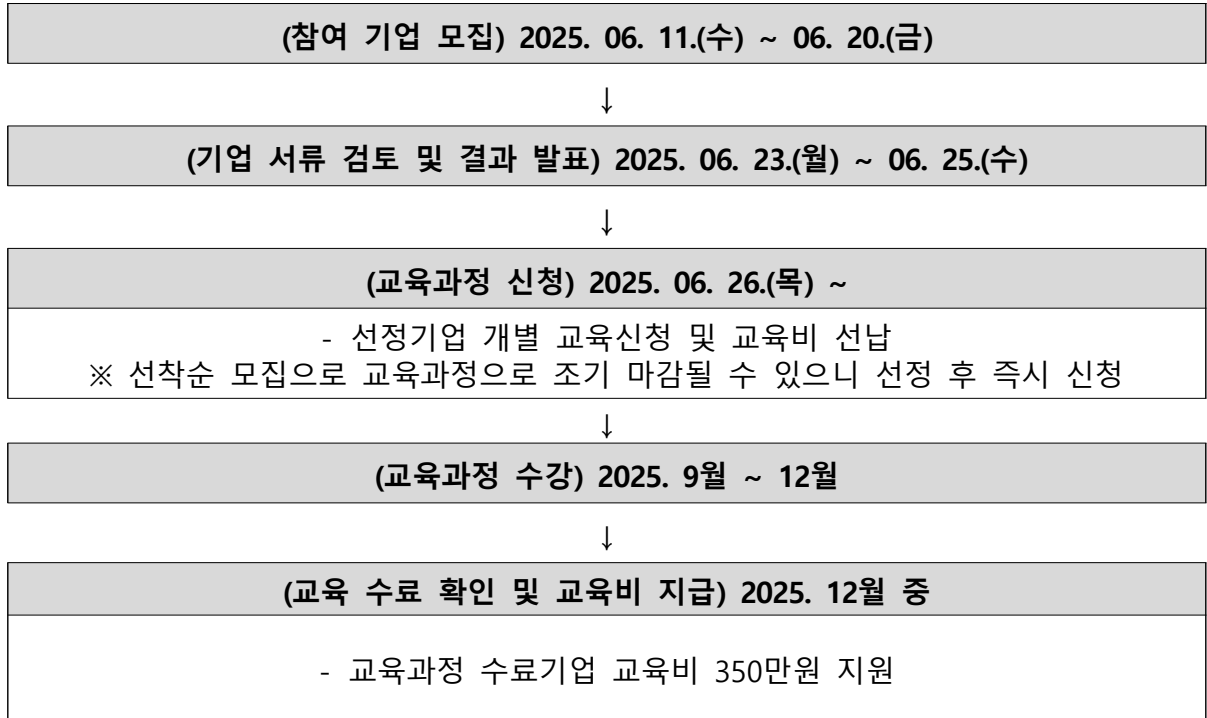 (참여 기업 모집) 2025. 06. 11.(수) ~ 06. 20.(금)
↓
(기업 서류 검토 및 결과 발표) 2025. 06. 23.(월) ~ 06. 25.(수)
↓
(교육과정 신청) 2025. 06. 26.(목) ~
- 선정기업 개별 교육신청 및 교육비 선납
※ 선착순 모집으로 교육과정으로 조기 마감될 수 있으니 선정 후 즉시 신청
↓
(교육과정 수강) 2025. 9월 ~ 12월
↓
(교육 수료 확인 및 교육비 지급) 2025. 12월 중
- 교육과정 수료기업 교육비 350만원 지원